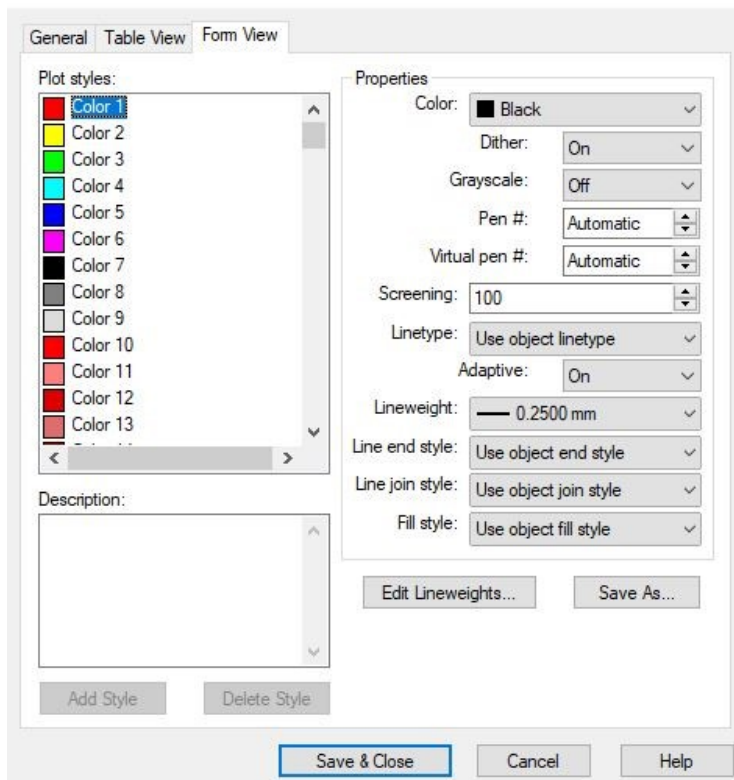 General Table View Form View
Plot styles:
Color 1
Color 2
Color 3
Color 4
Color 5
Color 6
Color 7
Color 8
Color 9
Color 10
Color 11
Color 12
Color 13
Description:
Add Style Delete Style
Properties
Color: Black
Dither: On
Grayscale: Off
Pen #: Automatic
Virtual pen #: Automatic
Screening: 100
Linetype: Use object linetype
Adaptive: On
Lineweight: 0.2500 mm
Line end style: Use object end style
Line join style: Use object join style
Fill style: Use object fill style
Edit Lineweights... Save As...
Save & Close Cancel Help